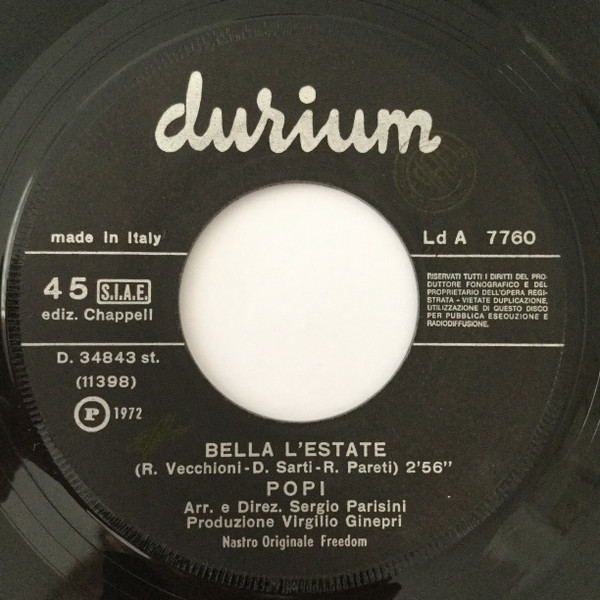 durium
made in Italy
Ld A 7760
45 S.I.A.E.
ediz. Chappell
RISERVATI TUTTI I DIRITTI DEL PRO-
DUTTORE FONOGRAFICO E DEL
PROPRIETARIO DELL'OPERA REGI-
STRATA - VIETATE DUPLICAZIONE,
UTILIZZAZIONE DI QUESTO DISCO
PER PUBBLICA ESECUZIONE E
RADIODIFFUSIONE.
D. 34843 st.
(11398)
P 1972
BELLA L'ESTATE
(R. Vecchioni-D. Sarti-R. Pareti) 2'56"
POPI
Arr. e Direz. Sergio Parisini
Produzione Virgilio Ginepri
Nastro Originale Freedom